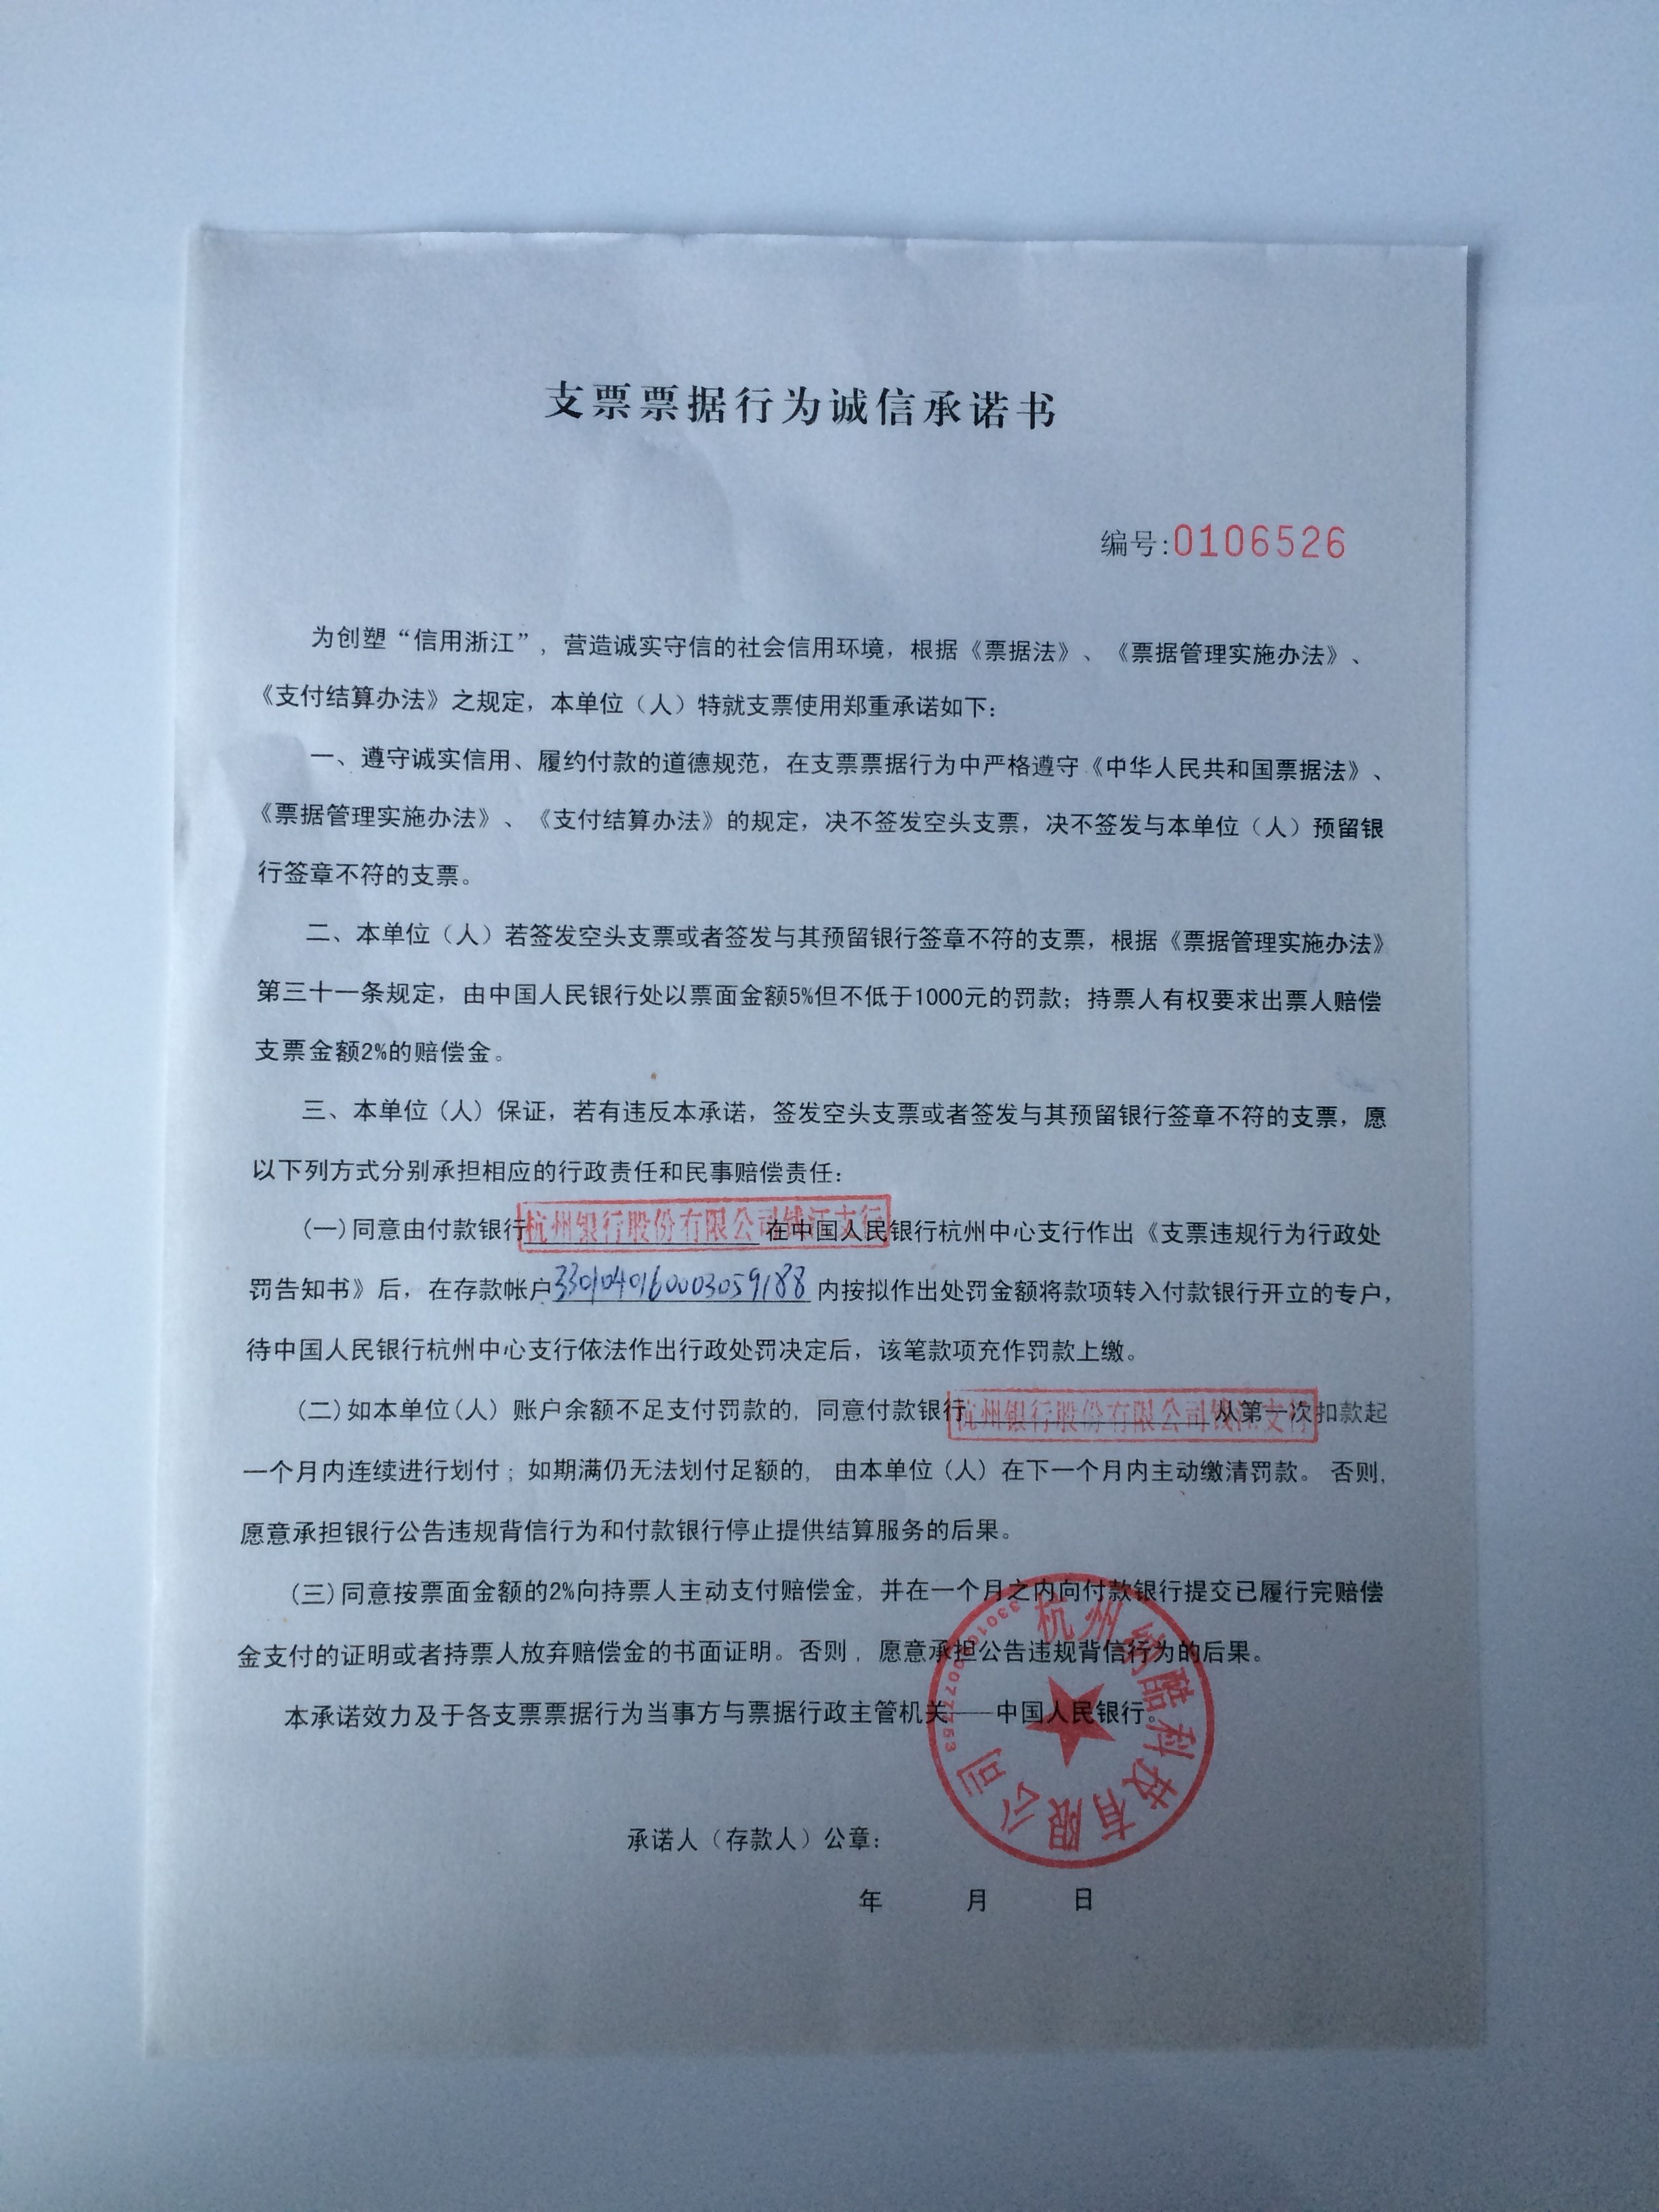 支票票据行为诚信承诺书
编号:0106526
为创塑“信用浙江”,营造诚实守信的社会信用环境,根据《票据法》、《票据管理实施办法》、
《支付结算办法》之规定,本单位(人)特就支票使用郑重承诺如下:
一、遵守诚实信用、履约付款的道德规范,在支票票据行为中严格遵守《中华人民共和国票据法》、
《票据管理实施办法》、《支付结算办法》的规定,决不签发空头支票,决不签发与本单位(人)预留银
行签章不符的支票。
二、本单位(人)若签发空头支票或者签发与其预留银行签章不符的支票,根据《票据管理实施办法》
第三十一条规定,由中国人民银行处以票面金额5%但不低于1000元的罚款;持票人有权要求出票人赔偿
支票金额2%的赔偿金。
三、本单位(人)保证,若有违反本承诺,签发空头支票或者签发与其预留银行签章不符的支票,愿
以下列方式分别承担相应的行政责任和民事赔偿责任:
(一)同意由付款银行杭州银行股份有限公司钱江支行在中国人民银行杭州中心支行作出《支票违规行为行政处
罚告知书》后,在存款帐户3301040160003059188内按拟作出处罚金额将款项转入付款银行开立的专户,
待中国人民银行杭州中心支行依法作出行政处罚决定后,该笔款项充作罚款上缴。
(二)如本单位(人)账户余额不足支付罚款的,同意付款银行杭州银行股份有限公司钱江支行从第一次扣款起
一个月内连续进行划付;如期满仍无法划付足额的,由本单位(人)在下一个月内主动缴清罚款。否则,
愿意承担银行公告违规背信行为和付款银行停止提供结算服务的后果。
(三)同意按票面金额的2%向持票人主动支付赔偿金,并在一个月之内向付款银行提交已履行完赔偿
金支付的证明或者持票人放弃赔偿金的书面证明。否则,愿意承担公告违规背信行为的后果。
本承诺效力及于各支票票据行为当事方与票据行政主管机关——中国人民银行。
杭州 酷科技有限公司
承诺人(存款人)公章:
年 月 日